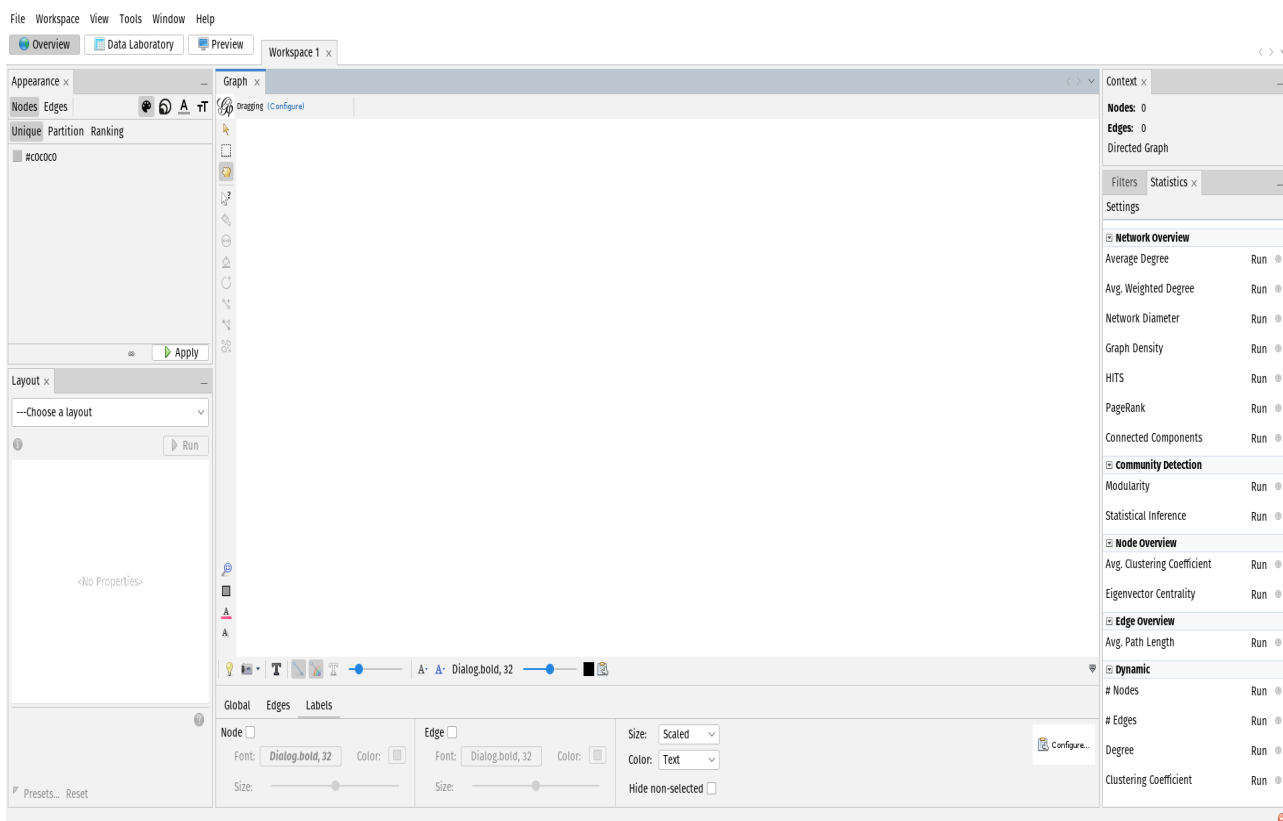 File Workspace View Tools Window Help
Overview Data Laboratory Preview Workspace 1
Appearance
Nodes Edges
Unique Partition Ranking
#c0c0c0
Apply
Layout
---Choose a layout
Run
<No Properties>
Presets... Reset
Graph
Dragging (Configure)
Dialog.bold, 32
Global Edges Labels
Node
Font: Dialog.bold, 32 Color:
Size:
Edge
Font: Dialog.bold, 32 Color:
Size:
Size: Scaled
Color: Text
Hide non-selected
Configure...
Context
Nodes: 0
Edges: 0
Directed Graph
Filters Statistics
Settings
Network Overview
Average Degree Run
Avg. Weighted Degree Run
Network Diameter Run
Graph Density Run
HITS Run
PageRank Run
Connected Components Run
Community Detection
Modularity Run
Statistical Inference Run
Node Overview
Avg. Clustering Coefficient Run
Eigenvector Centrality Run
Edge Overview
Avg. Path Length Run
Dynamic
# Nodes Run
# Edges Run
Degree Run
Clustering Coefficient Run